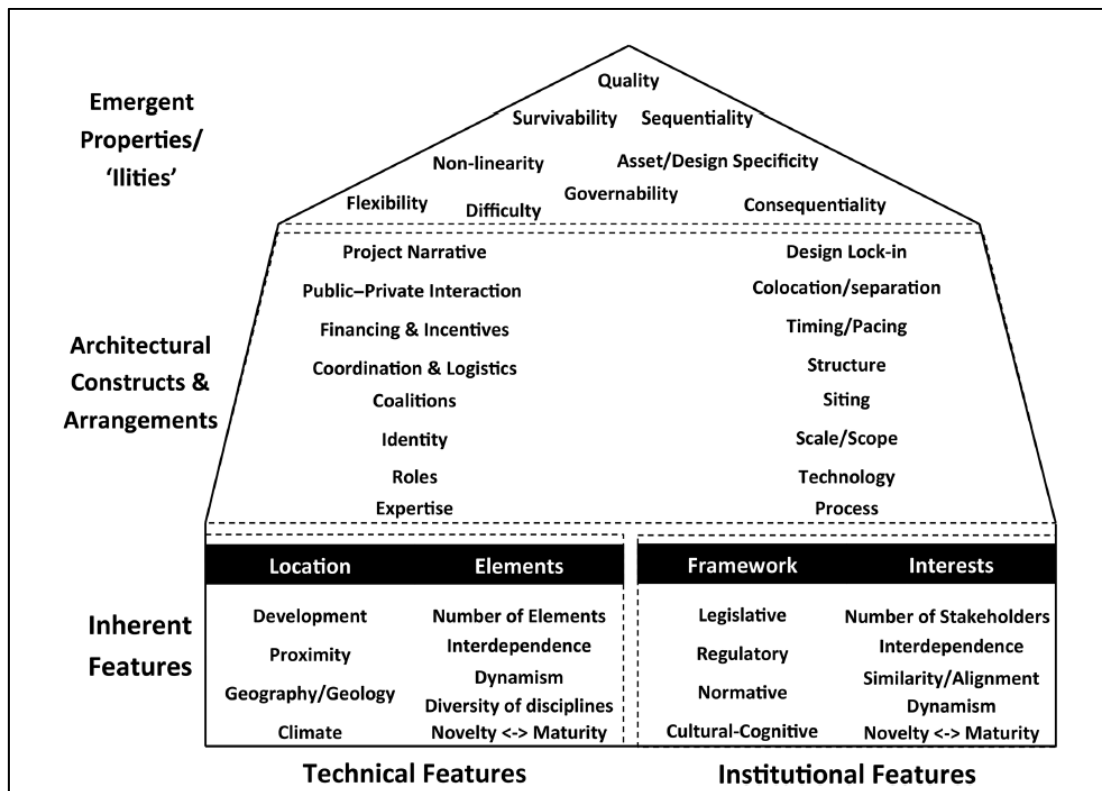 Emergent
Properties/
‘Ilities’
Quality
Survivability Sequentiality
Non-linearity Asset/Design Specificity
Governability
Flexibility Difficulty Consequentiality
Architectural
Constructs &
Arrangements
Project Narrative
Public–Private Interaction
Financing & Incentives
Coordination & Logistics
Coalitions
Identity
Roles
Expertise
Design Lock-in
Colocation/separation
Timing/Pacing
Structure
Siting
Scale/Scope
Technology
Process
Inherent
Features
Location
Development
Proximity
Geography/Geology
Climate
Elements
Number of Elements
Interdependence
Dynamism
Diversity of disciplines
Novelty <-> Maturity
Framework
Legislative
Regulatory
Normative
Cultural-Cognitive
Interests
Number of Stakeholders
Interdependence
Similarity/Alignment
Dynamism
Novelty <-> Maturity
Technical Features
Institutional Features